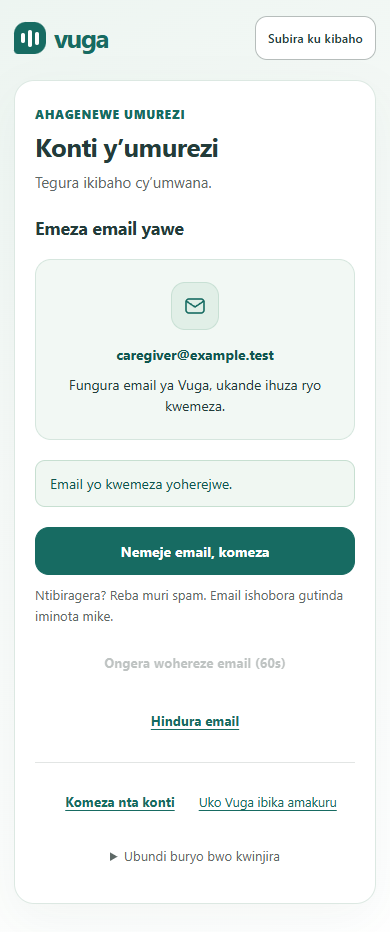 vuga
Subira ku kibaho
AHAGENEWE UMUREZI
Konti y’umurezi
Tegura ikibaho cy’umwana.
Emeza email yawe
caregiver@example.test
Fungura email ya Vuga, ukande ihuza ryo
kwemeza.
Email yo kwemeza yoherejwe.
Nemeje email, komeza
Ntibiragera? Reba muri spam. Email ishobora gutinda
iminota mike.
Ongera wohereze email (60s)
Hindura email
Komeza nta konti
Uko Vuga ibika amakuru
Ubundi buryo bwo kwinjira